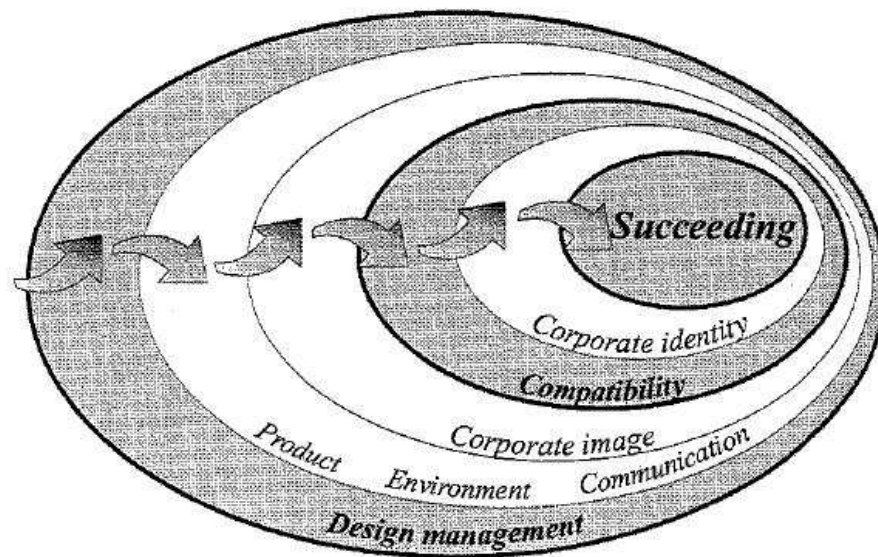 Succeeding
Corporate identity
Compatibility
Corporate image
Product Environment Communication
Design management